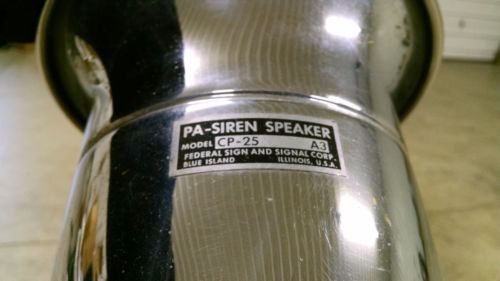 PA-SIREN SPEAKER
MODEL CP-25 A3
FEDERAL SIGN AND SIGNAL CORP.
BLUE ISLAND ILLINOIS, U.S.A.